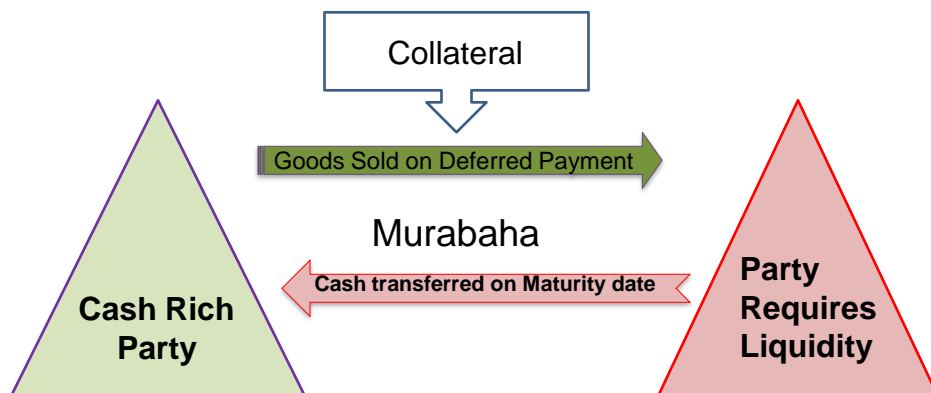 Collateral
Goods Sold on Deferred Payment
Murabaha
Cash transferred on Maturity date
Cash Rich
Party
Party
Requires
Liquidity